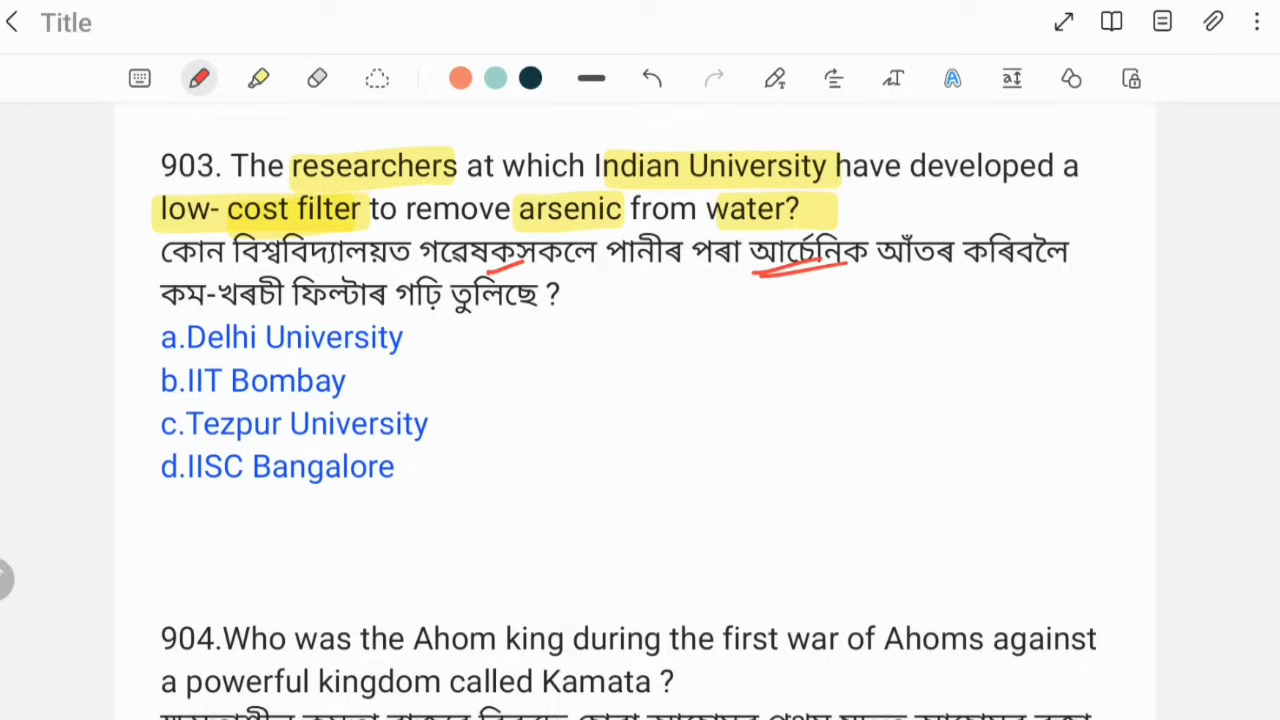 Title
903. The researchers at which Indian University have developed a
low- cost filter to remove arsenic from water?
কোন বিশ্ববিদ্যালয়ত গৱেষকসকলে পানীৰ পৰা আৰ্চেনিক আঁতৰ কৰিবলৈ
কম-খৰচী ফিল্টাৰ গঢ়ি তুলিছে ?
a.Delhi University
b.IIT Bombay
c.Tezpur University
d.IISC Bangalore
904.Who was the Ahom king during the first war of Ahoms against
a powerful kingdom called Kamata ?